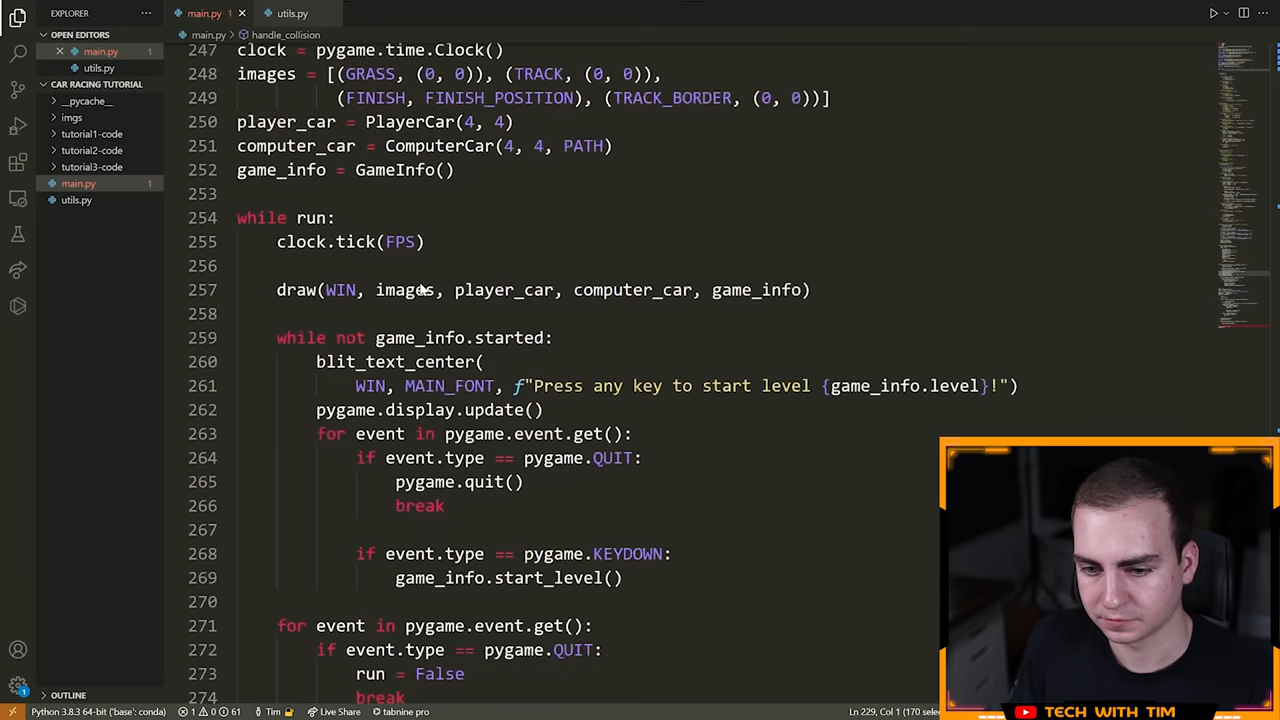 EXPLORER
...
main.py
1
×
utils.py
...
OPEN EDITORS
main.py > handle_collision
× main.py 1
utils.py
CAR RACING TUTORIAL
> __pycache__
> imgs
> tutorial1-code
> tutorial2-code
> tutorial3-code
main.py 1
utils.py
> OUTLINE
247 clock = pygame.time.Clock()
248 images = [(GRASS, (0, 0)), (TRACK, (0, 0)),
249 (FINISH, FINISH_POSITION), (TRACK_BORDER, (0, 0))]
250 player_car = PlayerCar(4, 4)
251 computer_car = ComputerCar(4, 4, PATH)
252 game_info = GameInfo()
253
254 while run:
255 clock.tick(FPS)
256
257 draw(WIN, images, player_car, computer_car, game_info)
258
259 while not game_info.started:
260 blit_text_center(
261 WIN, MAIN_FONT, f"Press any key to start level {game_info.level}!")
262 pygame.display.update()
263 for event in pygame.event.get():
264 if event.type == pygame.QUIT:
265 pygame.quit()
266 break
267
268 if event.type == pygame.KEYDOWN:
269 game_info.start_level()
270
271 for event in pygame.event.get():
272 if event.type == pygame.QUIT:
273 run = False
274 break
1
Python 3.8.3 64-bit ('base': conda) 1 0 61 Tim Live Share tabnine pro Ln 229, Col 1 (170 selec
TECH WITH TIM